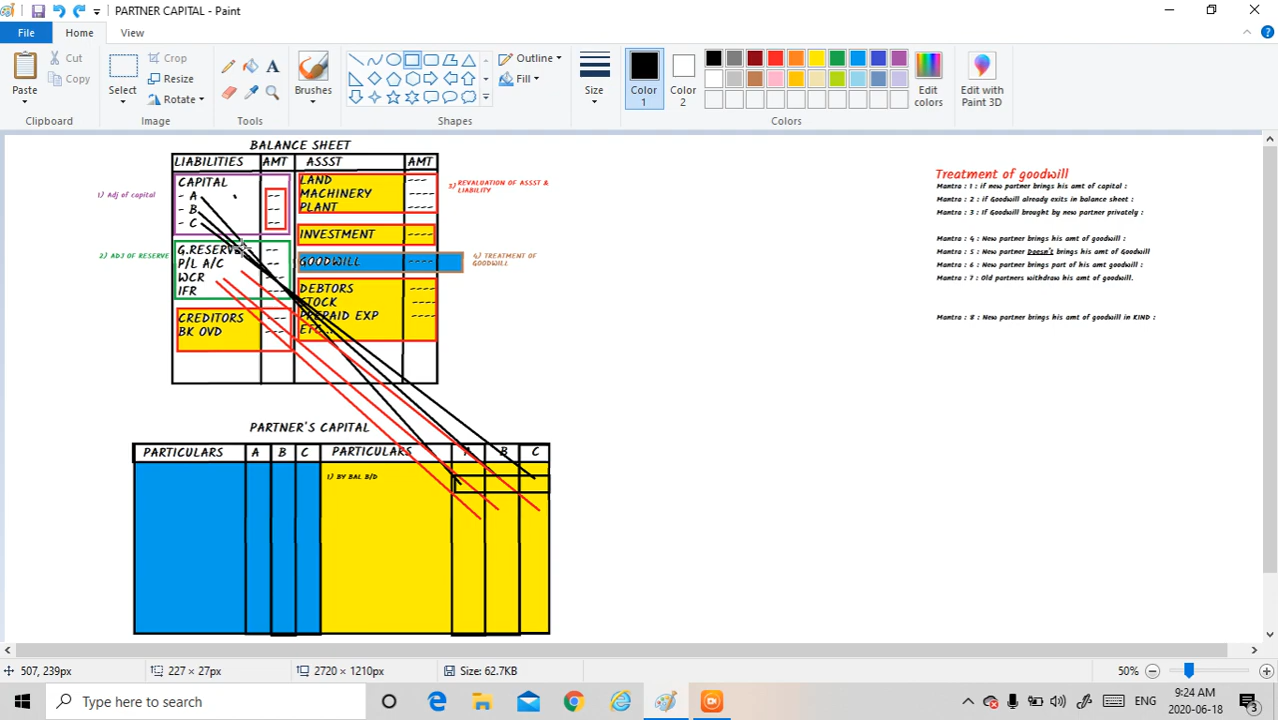 PARTNER CAPITAL - Paint
File
Home
View
Paste
Cut
Copy
Clipboard
Select
Crop
Resize
Rotate
Image
Tools
Brushes
Shapes
Outline
Fill
Size
Color 1
Color 2
Colors
Edit colors
Edit with Paint 3D
BALANCE SHEET
LIABILITIES AMT ASSST AMT
CAPITAL
- A
- B
- C
LAND
MACHINERY
PLANT
INVESTMENT
GOODWILL
1) Adj of capital
2) ADJ OF RESERVE
3) REVALUATION OF ASSST &
LIABILITY
4) TREATMENT OF
GOODWILL
G.RESERVE
P/L A/C
WCR
IFR
CREDITORS
BK OVD
DEBTORS
STOCK
PREPAID EXP
PARTNER'S CAPITAL
PARTICULARS A B C PARTICULARS A B C
1) BY BAL B/D
Treatment of goodwill
Mantra : 1 : if new partner brings his amt of capital :
Mantra : 2 : if Goodwill already exits in balance sheet :
Mantra : 3 : If Goodwill brought by new partner privately :
Mantra : 4 : New partner brings his amt of goodwill :
Mantra : 5 : New partner Doesn't brings his amt of Goodwill
Mantra : 6 : New partner brings part of his amt goodwill :
Mantra : 7 : Old partners withdraw his amt of goodwill.
Mantra : 8 : New partner brings his amt of goodwill in KIND :
507, 239px
227 × 27px
2720 × 1210px
Size: 62.7KB
50%
Type here to search
ENG
9:24 AM
2020-06-18
3